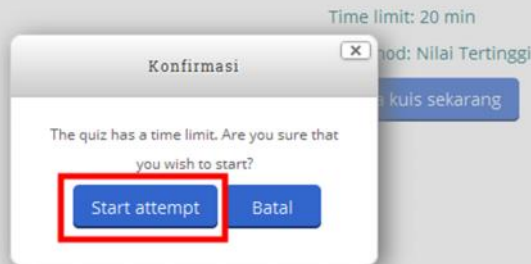 Time limit: 20 min
Konfirmasi
x
hod: Nilai Tertinggi
kuis sekarang
The quiz has a time limit. Are you sure that
you wish to start?
Start attempt
Batal